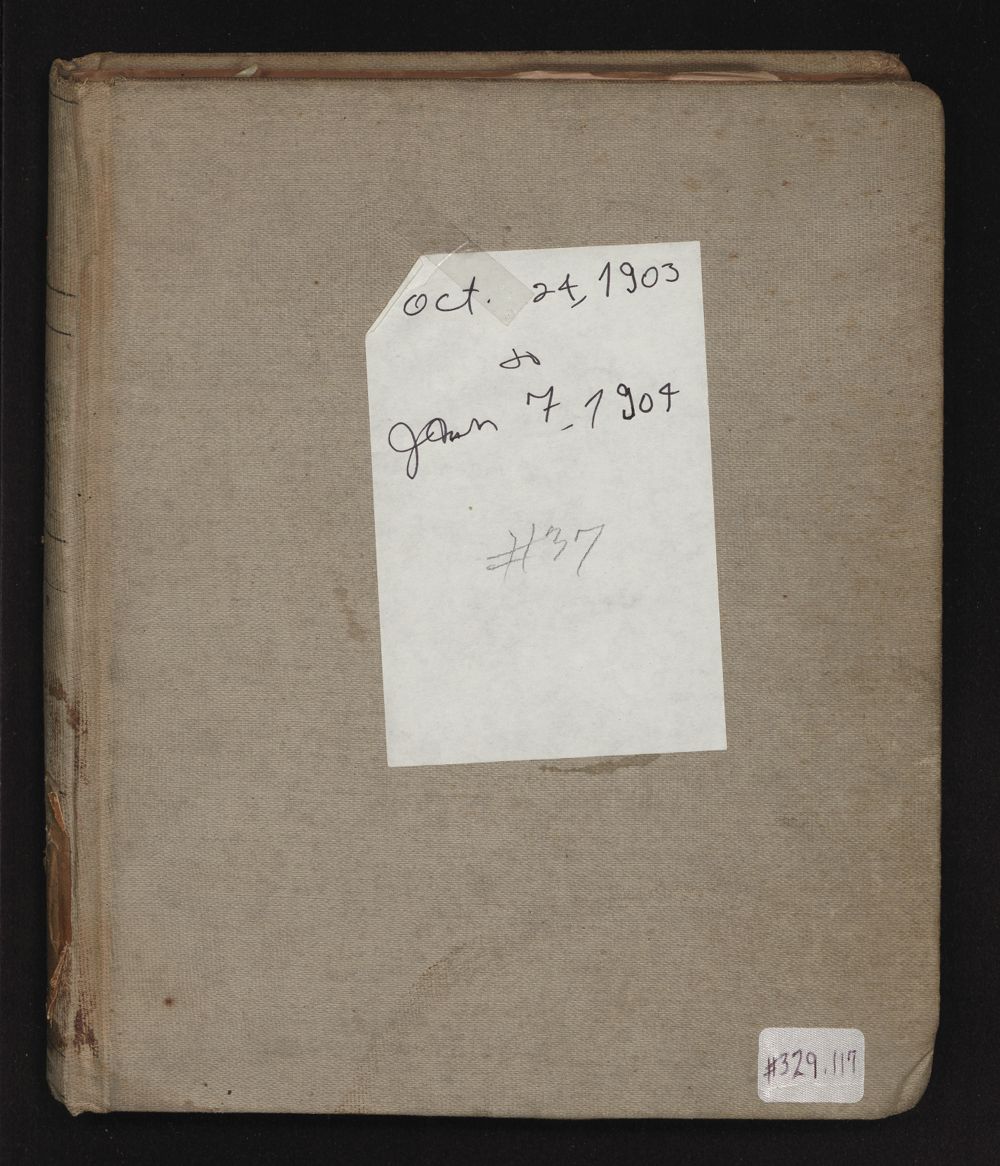 Oct. 24, 1903
to
Jan 7, 1904
#37
#329.117